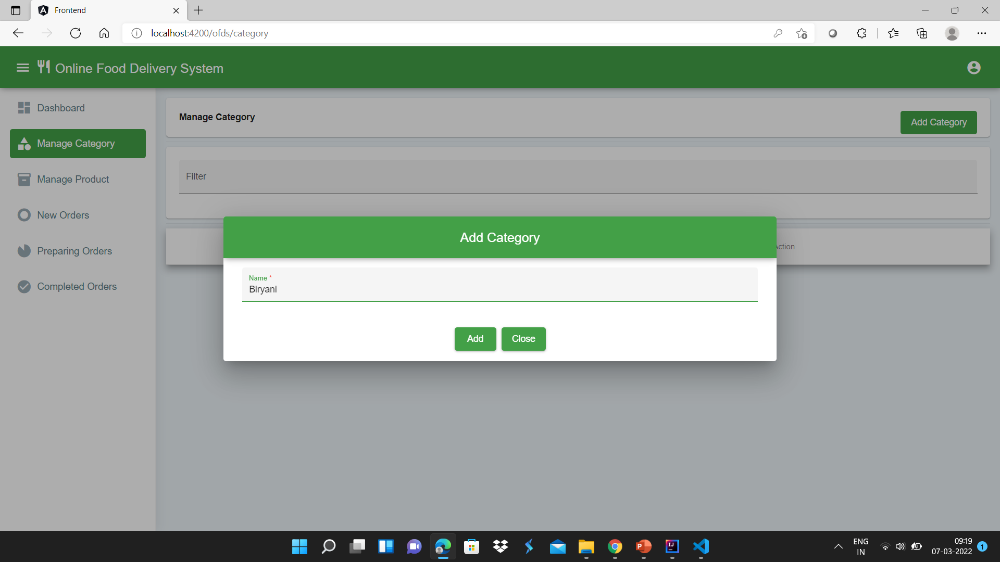 Frontend
localhost:4200/ofds/category
Online Food Delivery System
Dashboard
Manage Category
Manage Product
New Orders
Preparing Orders
Completed Orders
Manage Category
Add Category
Filter
Action
Add Category
Name *
Biryani
Add
Close
ENG
IN
09:19
07-03-2022
1